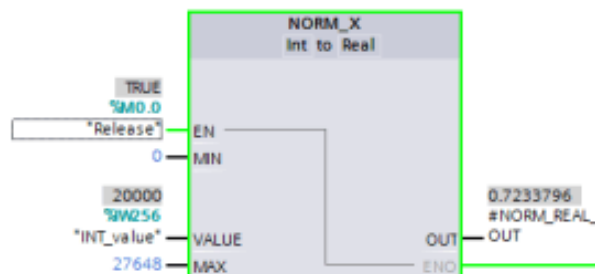 NORM_X
Int to Real
TRUE
%M0.0
"Release"
EN
0
MIN
20000
%IW256
"INT_value"
VALUE
27648
MAX
0.7233796
#NORM_REAL_
OUT
OUT
ENO